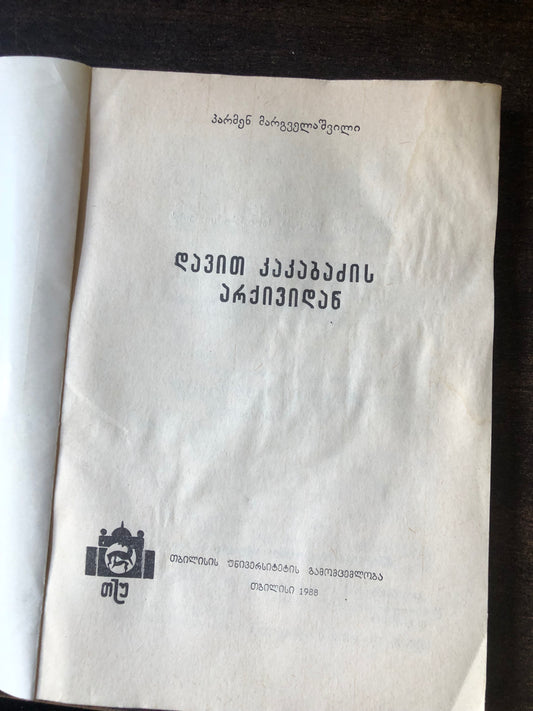 პარმენ მარგველაშვილი
დავით კაკაბაძის
არქივიდან
თსუ
თბილისის უნივერსიტეტის გამომცემლობა
თბილისი 1988